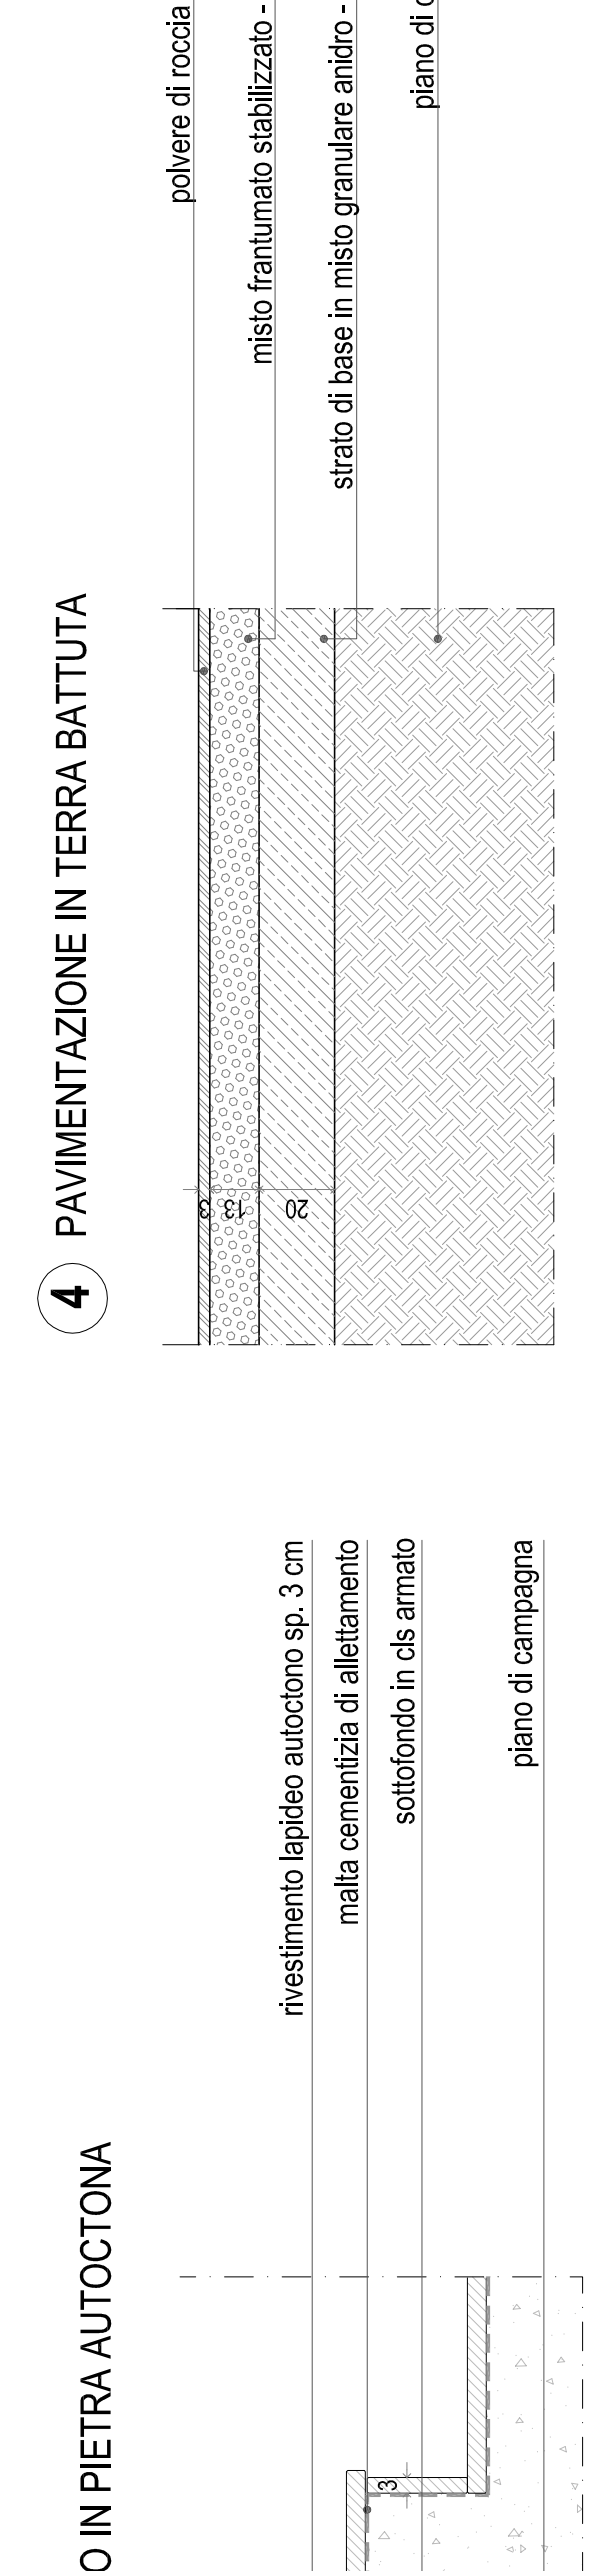 4 PAVIMENTAZIONE IN TERRA BATTUTA
polvere di roccia
misto frantumato stabilizzato -
strato di base in misto granulare anidro -
piano di
3
13
20
O IN PIETRA AUTOCTONA
rivestimento lapideo autoctono sp. 3 cm
malta cementizia di allettamento
sottofondo in cls armato
piano di campagna
3